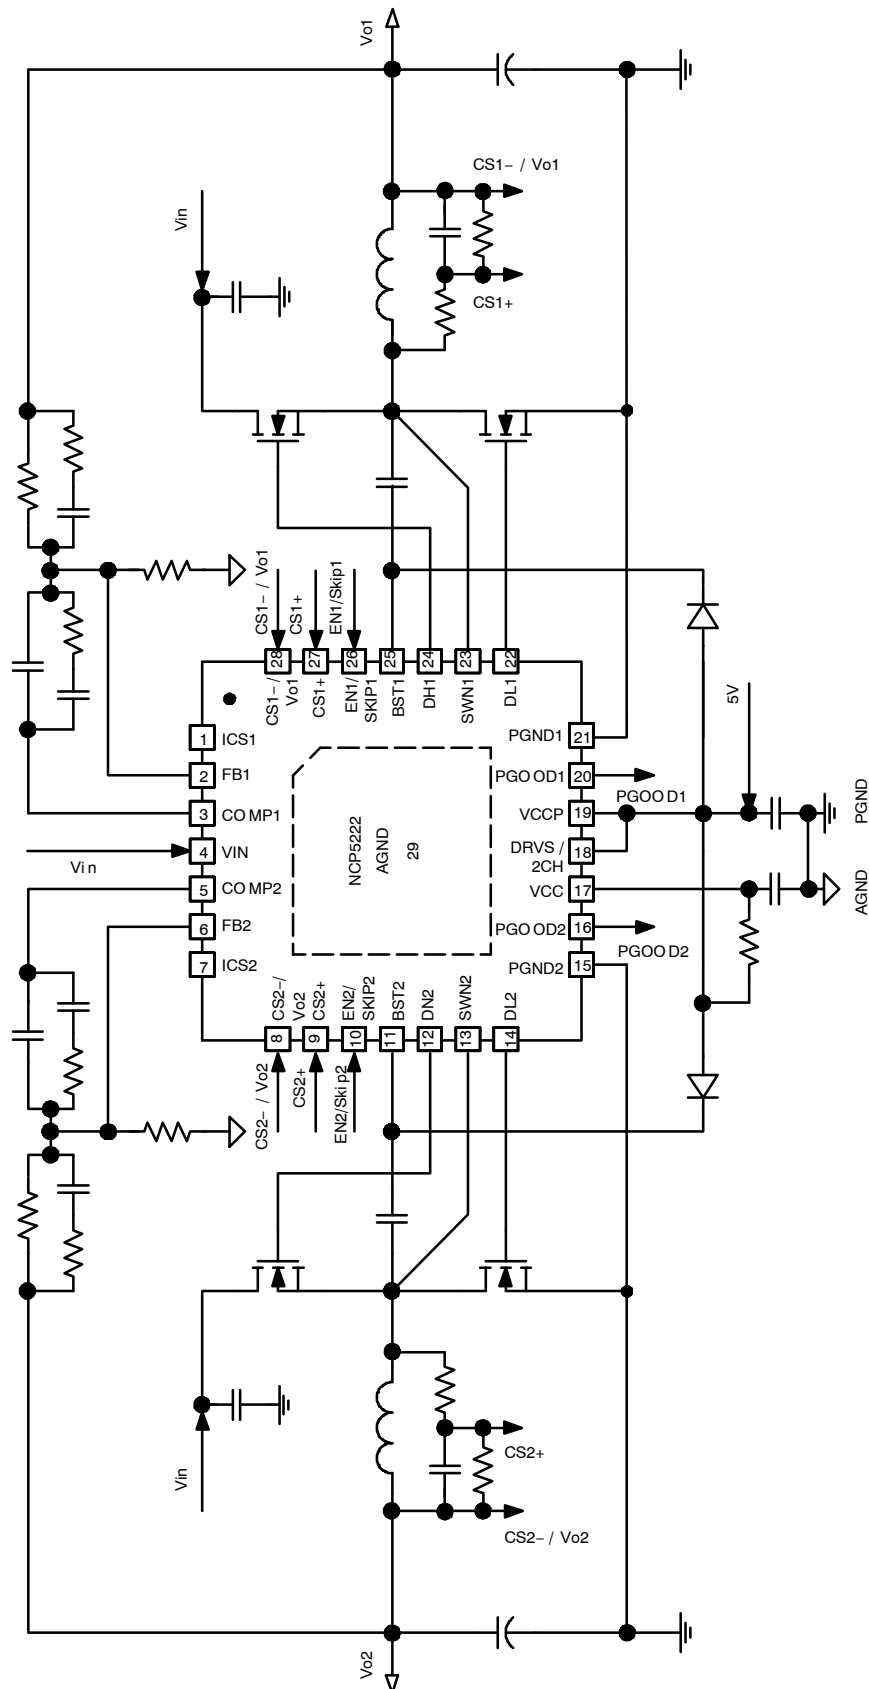 Vo1
CS1− / Vo1
Vin
CS1+
CS1− / Vo1
CS1+
EN1/Skip1
28
27
26
25
24
23
22
CS1−/
Vo1
CS1+
EN1/
SKIP1
BST1
DH1
SWN1
DL1
5V
1 ICS1
PGND1 21
2 FB1
PGOOD1 20
PGOOD1
3 COMP1
VCCP 19
PGND
4 VIN
Vin
DRVS /
2CH
18
NCP5222
AGND
29
5 COMP2
VCC 17
AGND
6 FB2
PGOOD2 16
PGOOD2
7 ICS2
PGND2 15
CS2−/
Vo2
CS2+
EN2/
SKIP2
BST2
DN2
SWN2
DL2
8
9
10
11
12
13
14
CS2− / Vo2
CS2+
EN2/Skip2
CS2+
Vin
CS2− / Vo2
Vo2